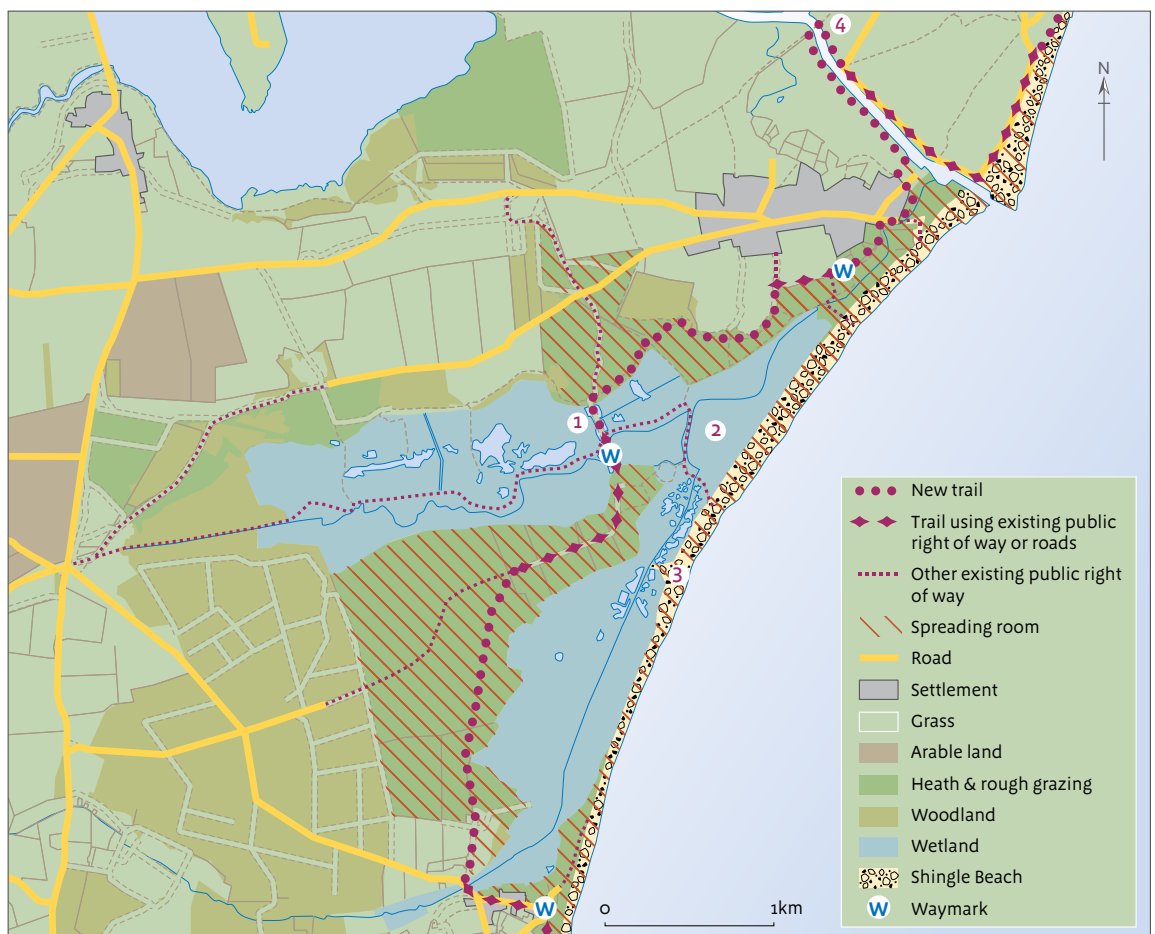 4
N
W
1
2
W
3
New trail
Trail using existing public
right of way or roads
Other existing public right
of way
Spreading room
Road
Settlement
Grass
Arable land
Heath & rough grazing
Woodland
Wetland
Shingle Beach
W Waymark
W
0 1km